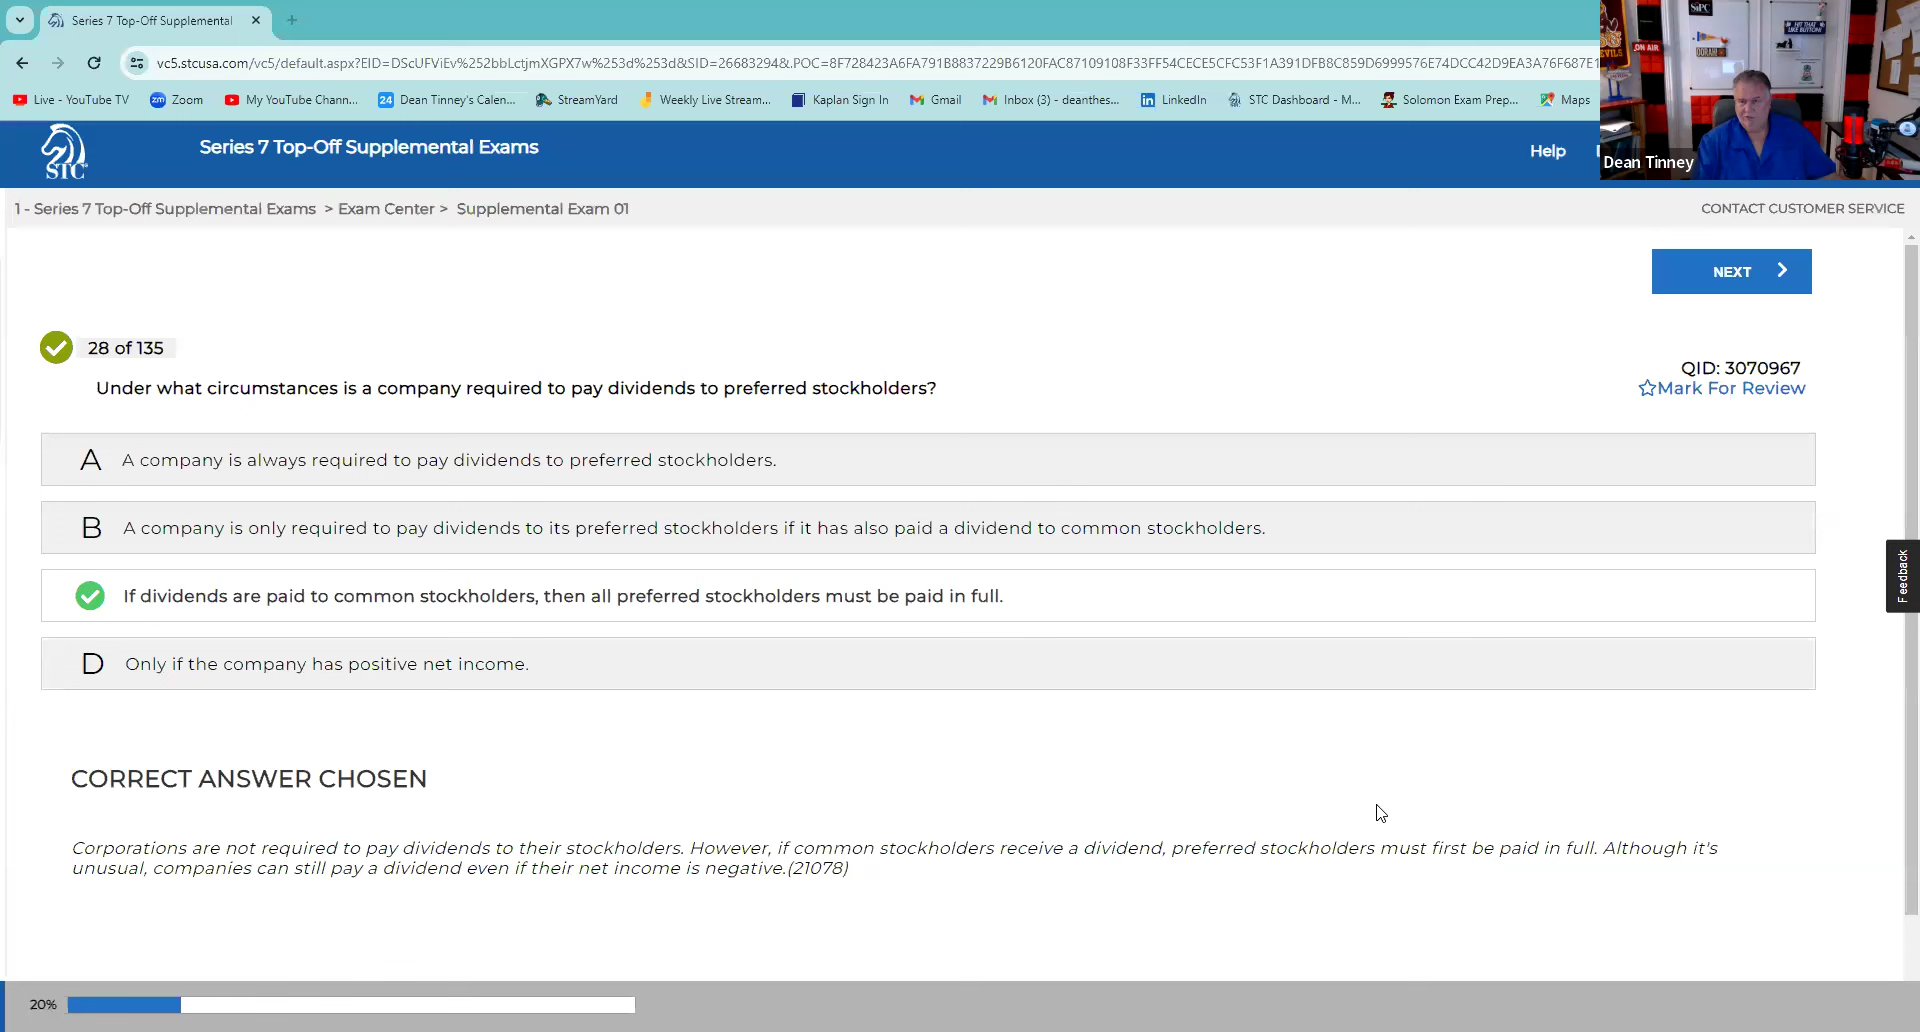 Series 7 Top-Off Supplemental
vc5.stcusa.com/vc5/default.aspx?EID=DScUFViEv%252bbLctjmXGPX7w%253d%253d&SID=26683294&.POC=8F728423A6FA791B8837229B6120FAC87109108F33FF54CECE5CFC53F1A391DFB8C859D6999576E74DCC42D9EA3A76F687E1
Live - YouTube TV
Zoom
My YouTube Chann...
24 Dean Tinney's Calen...
StreamYard
Weekly Live Stream...
Kaplan Sign In
Gmail
Inbox (3) - deanthes...
LinkedIn
STC Dashboard - M...
Solomon Exam Prep...
Maps
SIPC
HIT THAT LIKE BUTTON!
ON AIR
Dean Tinney
STC
Series 7 Top-Off Supplemental Exams
Help
1 - Series 7 Top-Off Supplemental Exams > Exam Center > Supplemental Exam 01
CONTACT CUSTOMER SERVICE
NEXT
28 of 135
QID: 3070967
Under what circumstances is a company required to pay dividends to preferred stockholders?
Mark For Review
A A company is always required to pay dividends to preferred stockholders.
B A company is only required to pay dividends to its preferred stockholders if it has also paid a dividend to common stockholders.
If dividends are paid to common stockholders, then all preferred stockholders must be paid in full.
D Only if the company has positive net income.
Feedback
CORRECT ANSWER CHOSEN
Corporations are not required to pay dividends to their stockholders. However, if common stockholders receive a dividend, preferred stockholders must first be paid in full. Although it's
unusual, companies can still pay a dividend even if their net income is negative.(21078)
20%